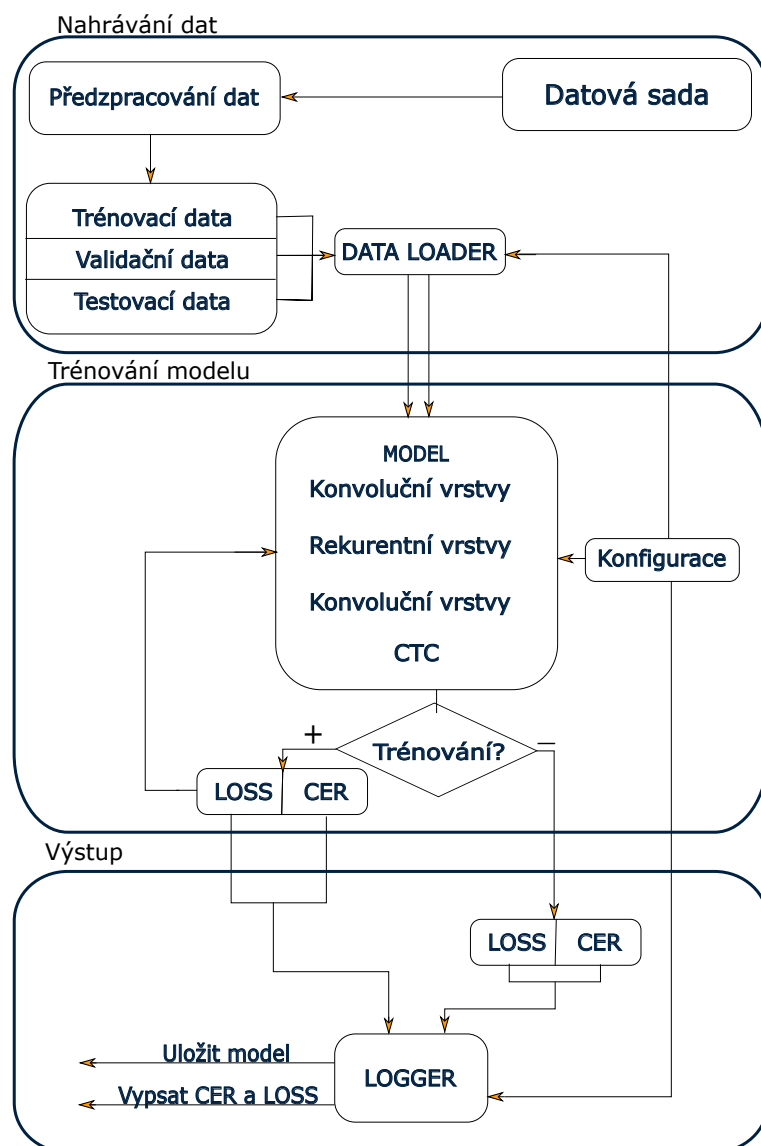 Nahrávání dat
Předzpracování dat
Datová sada
Trénovací data
Validační data
Testovací data
DATA LOADER
Trénování modelu
MODEL
Konvoluční vrstvy
Rekurentní vrstvy
Konfigurace
Konvoluční vrstvy
CTC
+
Trénování?
−
LOSS CER
Výstup
LOSS CER
Uložit model
LOGGER
Vypsat CER a LOSS